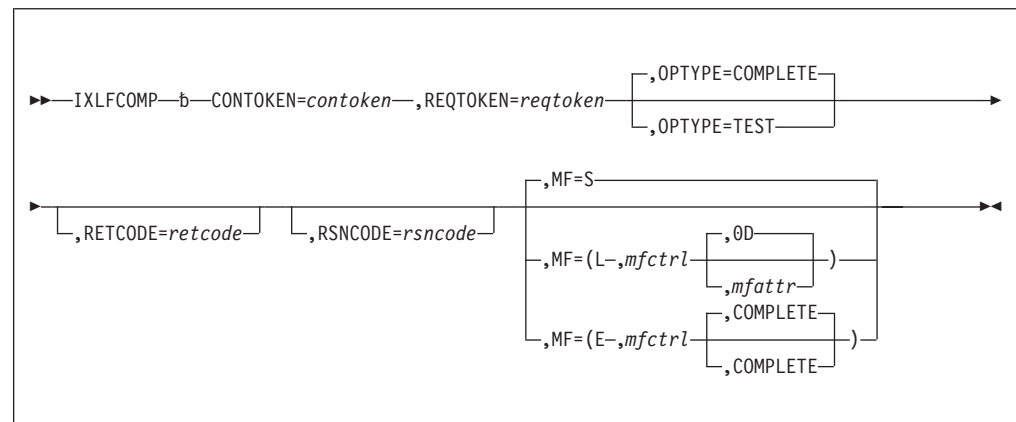 ,OPTYPE=COMPLETE
IXLFCOMP ␢ CONTOKEN=contoken ,REQTOKEN=reqtoken
,OPTYPE=TEST
,MF=S
,RETCODE=retcode ,RSNCODE=rsncode
,0D
,MF=(L ,mfctrl )
,mfattr
,COMPLETE
,MF=(E ,mfctrl )
,COMPLETE